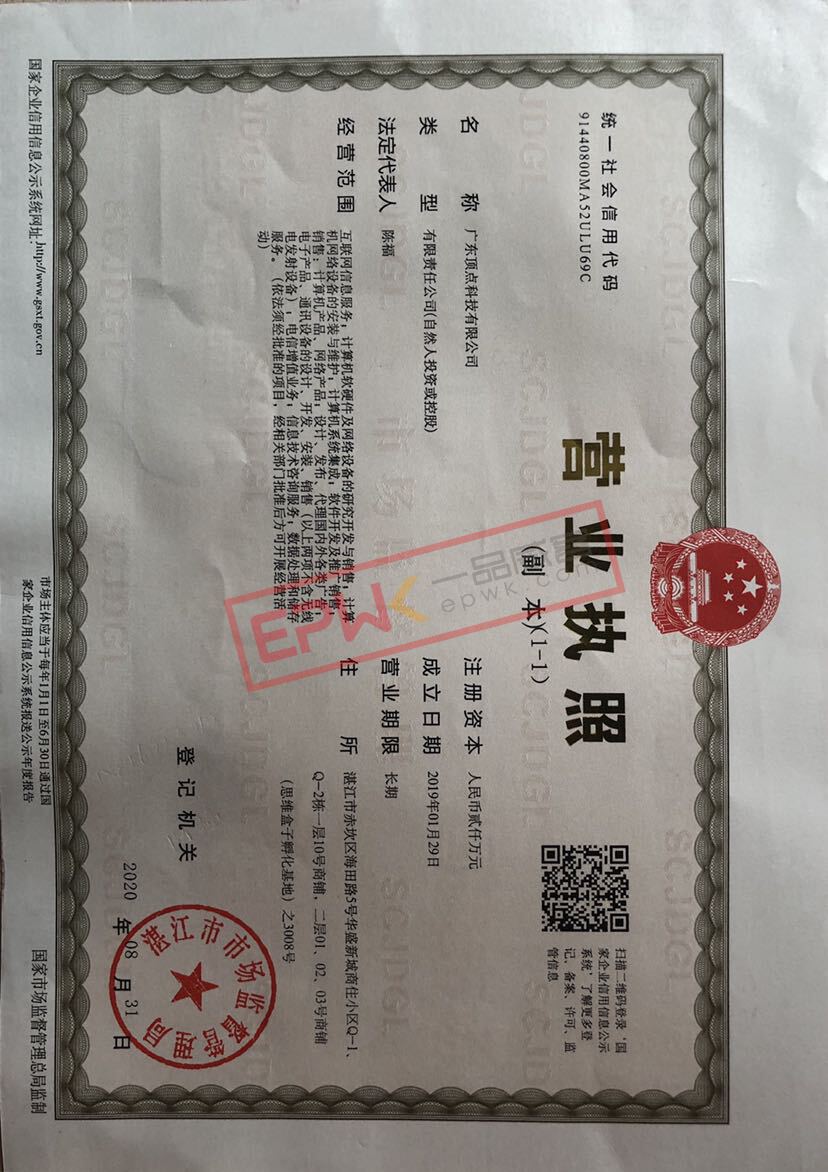 营业执照
(副 本)(1-1)
统一社会信用代码
91440800MA52ULU69C
扫描二维码登录‘国
家企业信用信息公示
系统’了解更多登
记、备案、许可、监
管信息
名 称 广东顶点科技有限公司
类 型 有限责任公司(自然人投资或控股)
法定代表人 陈福
经营范围 互联网信息服务；计算机软硬件及网络设备的研究开发与销售；计算
机网络设备的安装与维护；计算机系统集成；软件开发及推广销售；
销售：计算机产品、网络产品；设计、发布、代理国内外各类广告；
电子产品、通讯设备的设计、开发、安装、销售（以上两项不含无线
电发射设备）；电信增值业务；信息技术咨询服务；数据处理和储存
服务。（依法须经批准的项目，经相关部门批准后方可开展经营活
动）
注册资本 人民币贰仟万元
成立日期 2019年01月29日
营业期限 长期
住 所 湛江市赤坎区海田路5号华盛新城商住小区Q-1、
Q-2栋一层10号商铺，二层01、02、03号商铺
（思维盒子孵化基地）之3008号
登记机关
2020 年 08 月 31 日
湛江市市场监督管理局
EPWK 一品威客
epwk.com
国家企业信用信息公示系统网址：http://www.gsxt.gov.cn
市场主体应当于每年1月1日至6月30日通过国
家企业信用信息公示系统报送公示年度报告
国家市场监督管理总局监制